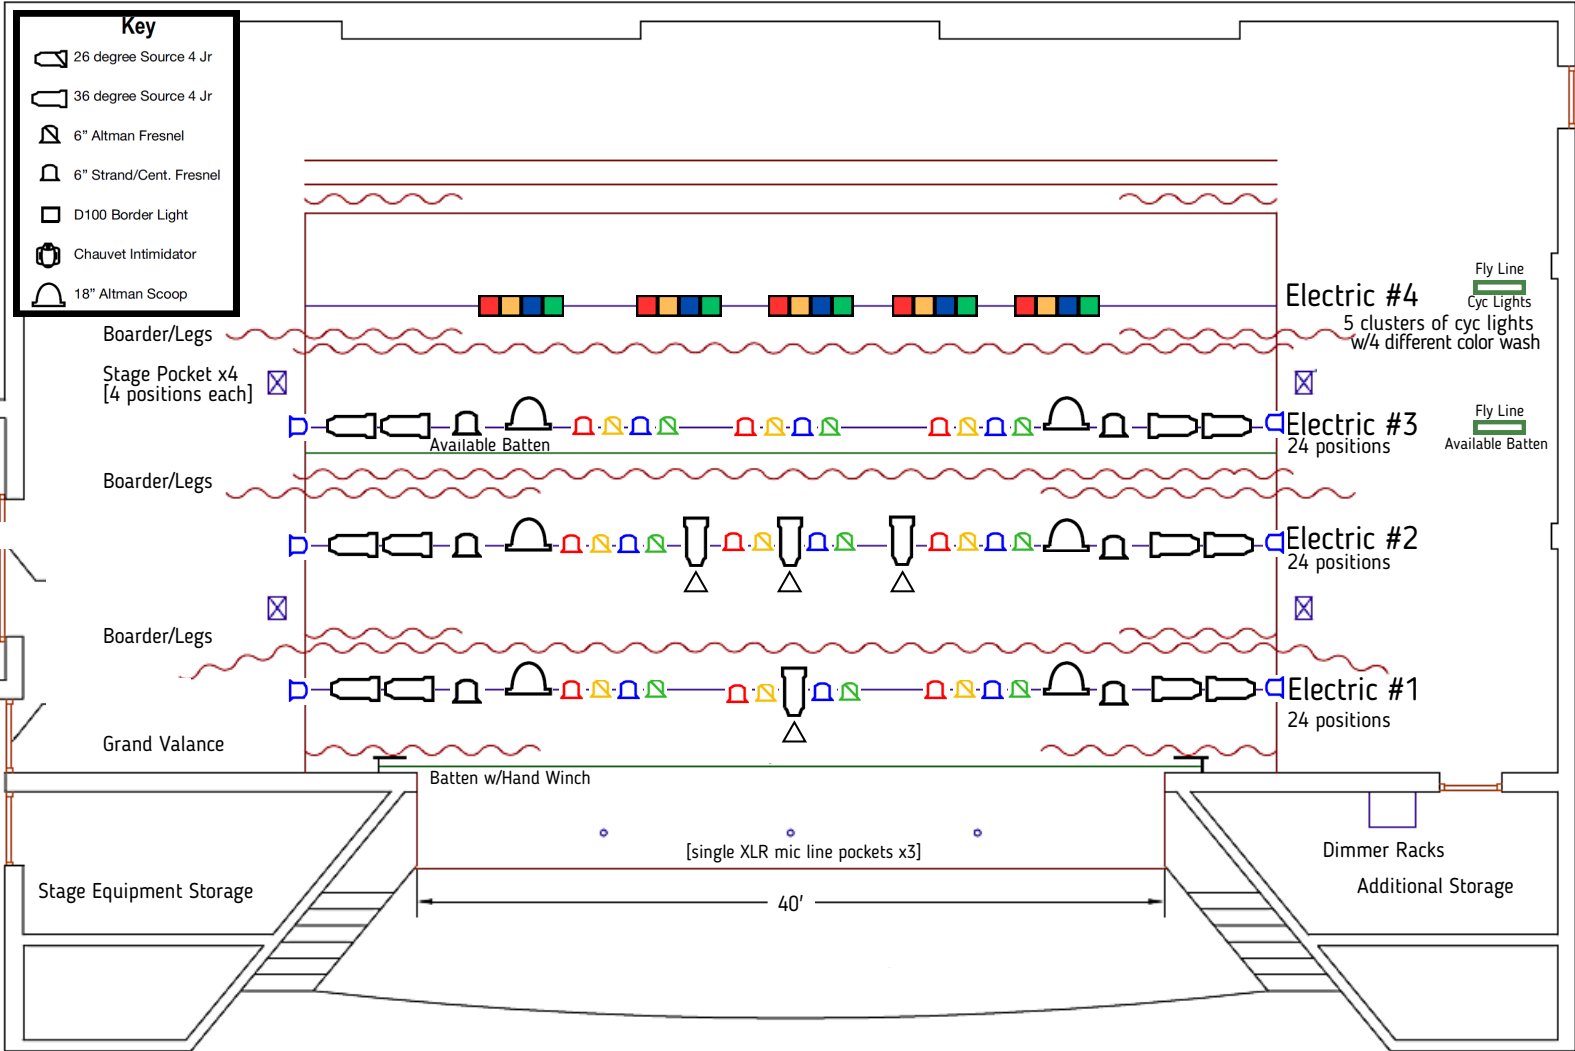 Key
26 degree Source 4 Jr
36 degree Source 4 Jr
6” Altman Fresnel
6” Strand/Cent. Fresnel
D100 Border Light
Chauvet Intimidator
18” Altman Scoop
Fly Line
Electric #4
Cyc Lights
5 clusters of cyc lights
w/4 different color wash
Boarder/Legs
Stage Pocket x4
[4 positions each]
Fly Line
Electric #3
24 positions
Available Batten
Available Batten
Boarder/Legs
Electric #2
24 positions
Boarder/Legs
Electric #1
24 positions
Grand Valance
Batten w/Hand Winch
[single XLR mic line pockets x3]
Dimmer Racks
Additional Storage
Stage Equipment Storage
40'